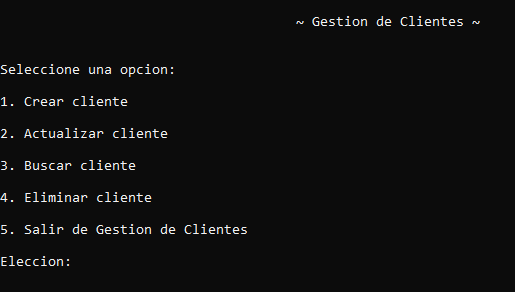 ~ Gestion de Clientes ~
Seleccione una opcion:
1. Crear cliente
2. Actualizar cliente
3. Buscar cliente
4. Eliminar cliente
5. Salir de Gestion de Clientes
Eleccion: